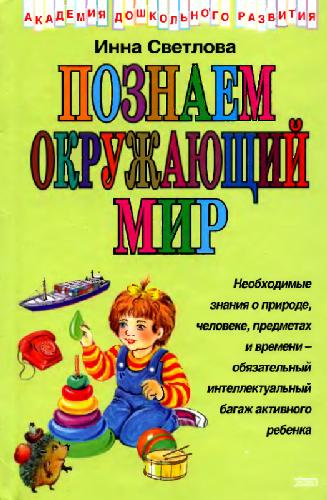 АКАДЕМИЯ ДОШКОЛЬНОГО РАЗВИТИЯ
Инна Светлова
ПОЗНАЕМ
ОКРУЖАЮЩИЙ
МИР
Необходимые
знания о природе,
человеке, предметах
и времени –
обязательный
интеллектуальный
багаж активного
ребенка